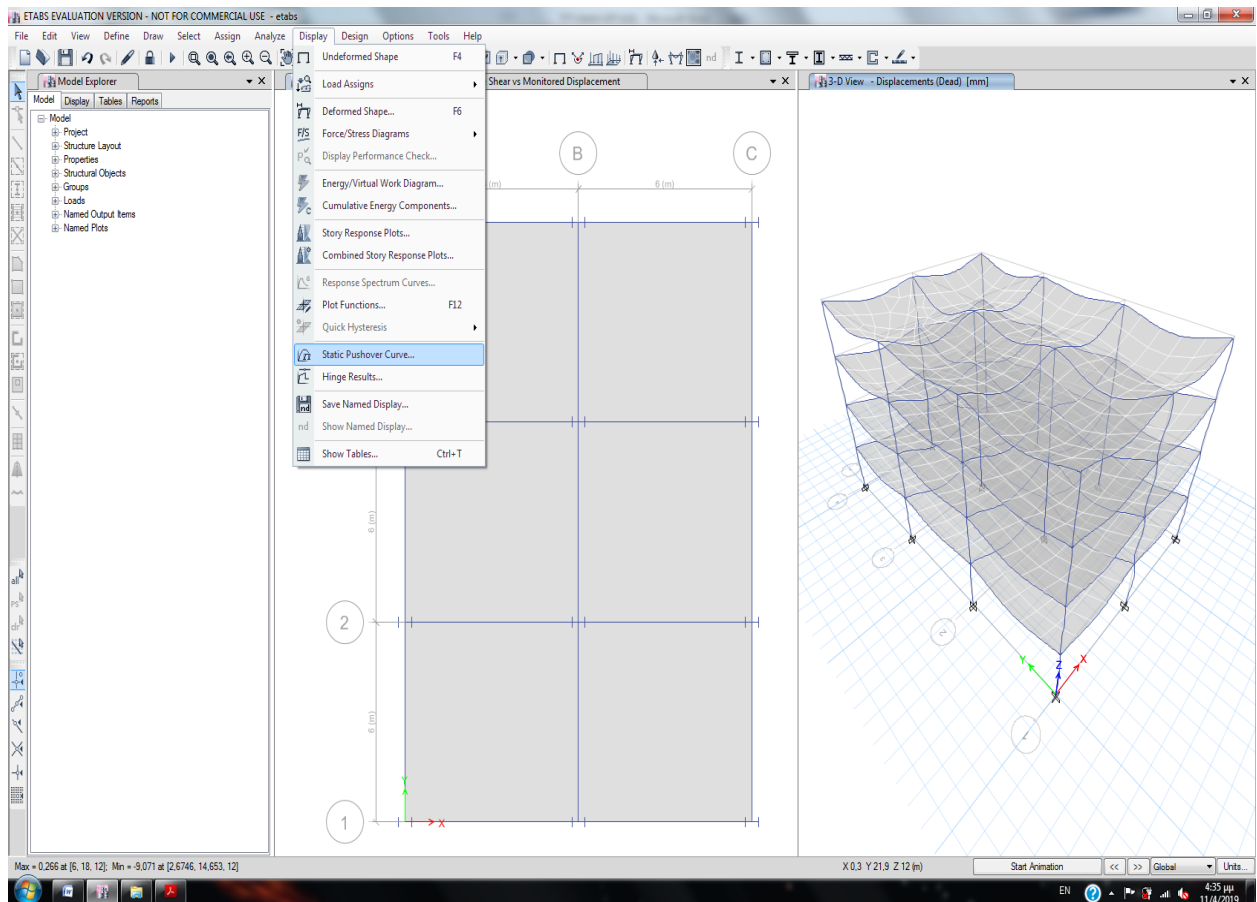 ETABS EVALUATION VERSION - NOT FOR COMMERCIAL USE - etabs
File Edit View Define Draw Select Assign Analyze Display Design Options Tools Help
nd
Model Explorer
Model Display Tables Reports
Model
Project
Structure Layout
Properties
Structural Objects
Groups
Loads
Named Output Items
Named Plots
all
ps
dr
Undeformed Shape F4
Load Assigns
Deformed Shape... F6
F/S Force/Stress Diagrams
Display Performance Check...
Energy/Virtual Work Diagram...
Cumulative Energy Components...
Story Response Plots...
Combined Story Response Plots...
Response Spectrum Curves...
Plot Functions... F12
Quick Hysteresis
Static Pushover Curve...
Hinge Results...
Save Named Display...
nd Show Named Display...
Show Tables... Ctrl+T
Shear vs Monitored Displacement
B C
(m) 6 (m)
6 (m)
2
6 (m)
Y
1 X
3-D View - Displacements (Dead) [mm]
Y Z X
2
1
Max = 0,266 at [6, 18, 12]; Min = -9,071 at [2,6746, 14,653, 12]
X 0,3 Y 21,9 Z 12 (m)
Start Animation << >> Global Units...
EN 4:35 μμ
11/4/2019